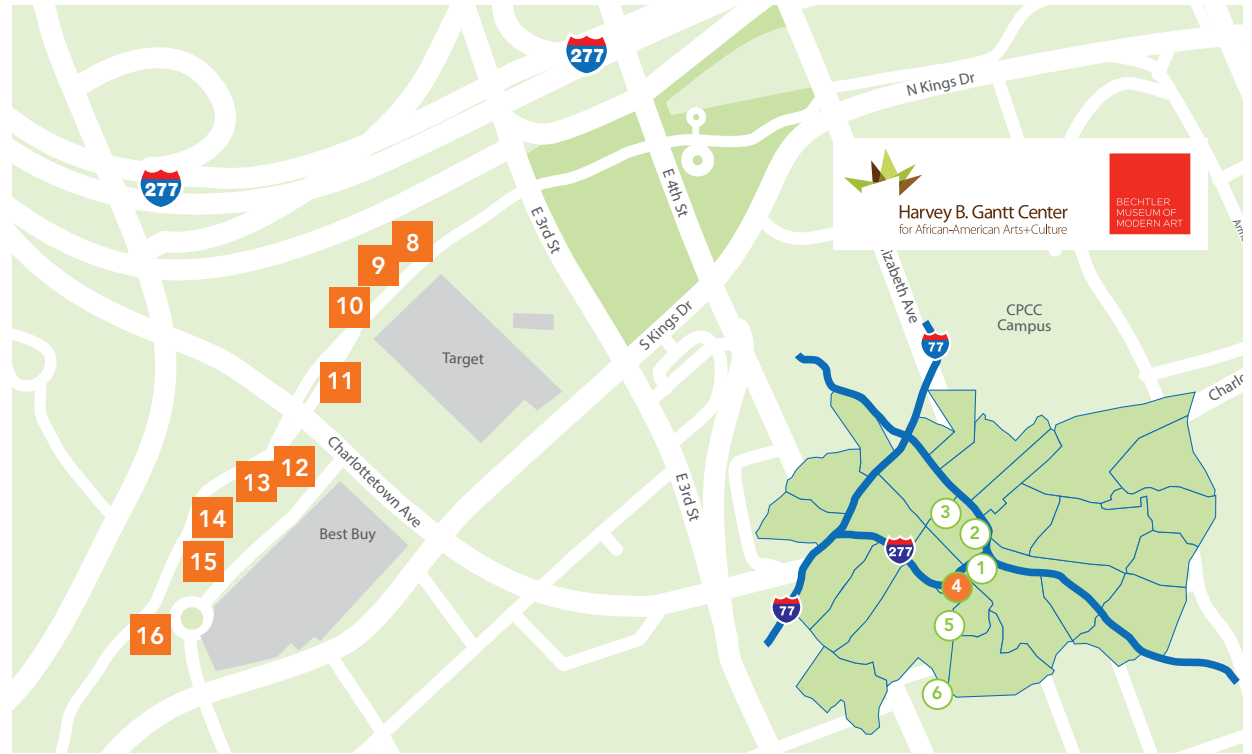 277
N Kings Dr
277
E 4th St
Harvey B. Gantt Center
for African-American Arts+Culture
BECHTLER
MUSEUM OF
MODERN ART
E 3rd St
8
9
10
izabeth Ave
S Kings Dr
CPCC
Campus
Target
77
11
Charlo
Charlottetown Ave
12
13
E 3rd St
14
Best Buy
3
2
15
277
1
4
77
5
16
6